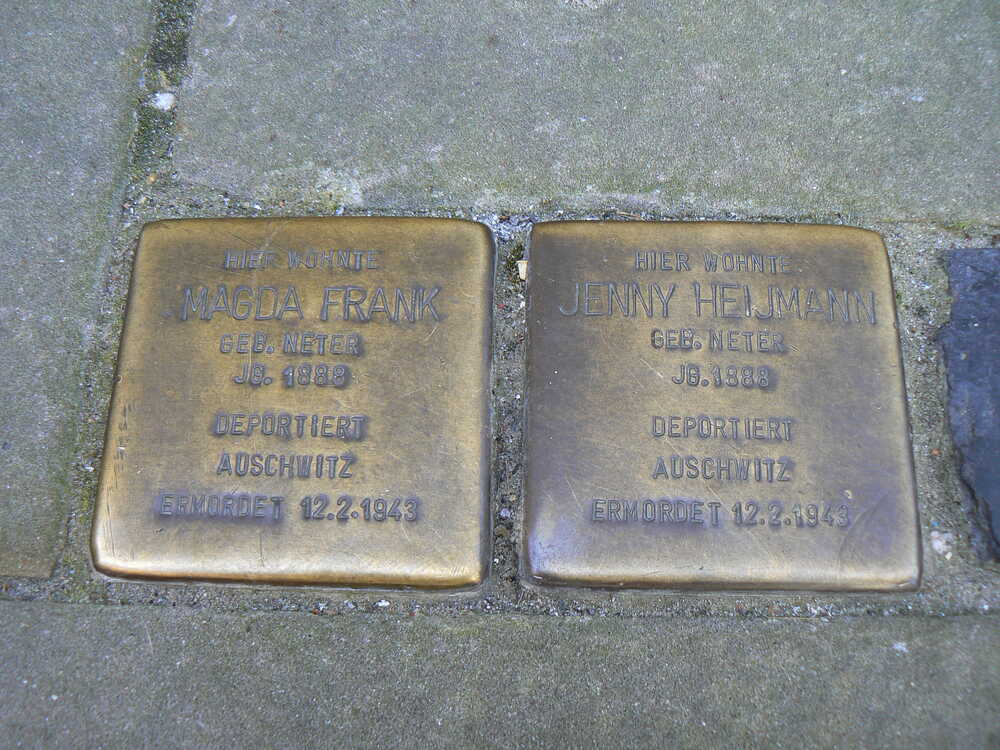 HIER WOHNTE
MAGDA FRANK
GEB. NETER
JG. 1888
DEPORTIERT
AUSCHWITZ
ERMORDET 12.2.1943
HIER WOHNTE
JENNY HEIJMANN
GEB. NETER
JG. 1888
DEPORTIERT
AUSCHWITZ
ERMORDET 12.2.1943